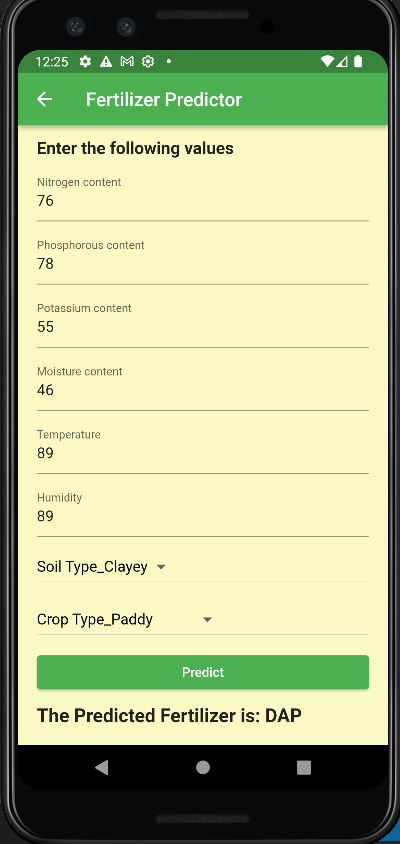 12:25
Fertilizer Predictor
Enter the following values
Nitrogen content
76
Phosphorous content
78
Potassium content
55
Moisture content
46
Temperature
89
Humidity
89
Soil Type_Clayey
Crop Type_Paddy
Predict
The Predicted Fertilizer is: DAP